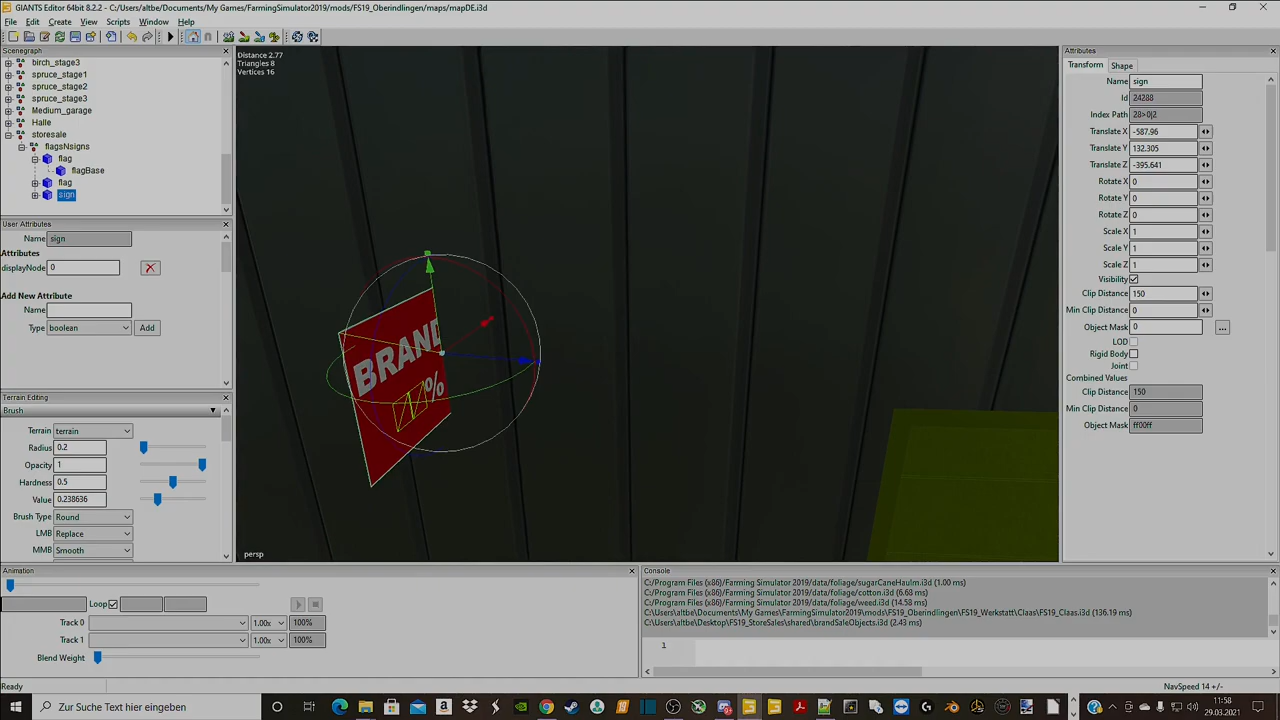 GIANTS Editor 64bit 8.2.2 - C:/Users/altbe/Documents/My Games/FarmingSimulator2019/mods/FS19_Oberindlingen/maps/mapDE.i3d
File Edit Create View Scripts Window Help
Scenegraph
birch_stage3
spruce_stage1
spruce_stage2
spruce_stage3
Medium_garage
Halle
storesale
flagsNsigns
flag
flagBase
flag
sign
User Attributes
Name sign
Attributes
displayNode 0
Add New Attribute
Name
Type boolean Add
Terrain Editing
Brush
Terrain terrain
Radius 0.2
Opacity 1
Hardness 0.5
Value 0.238636
Brush Type Round
LMB Replace
MMB Smooth
Distance 2.77
Triangles 8
Vertices 16
BRAND
%
persp
Attributes
Transform Shape
Name sign
Id 24288
Index Path 28>0|2
Translate X -587.96
Translate Y 132.305
Translate Z -395.641
Rotate X 0
Rotate Y 0
Rotate Z 0
Scale X 1
Scale Y 1
Scale Z 1
Visibility
Clip Distance 150
Min Clip Distance 0
Object Mask 0 ...
LOD
Rigid Body
Joint
Combined Values
Clip Distance 150
Min Clip Distance 0
Object Mask ff00ff
Animation
Loop
Track 0 1.00x 100%
Track 1 1.00x 100%
Blend Weight
Console
C:/Program Files (x86)/Farming Simulator 2019/data/foliage/sugarCaneHaulm.i3d (1.00 ms)
C:/Program Files (x86)/Farming Simulator 2019/data/foliage/cotton.i3d (6.68 ms)
C:/Program Files (x86)/Farming Simulator 2019/data/foliage/weed.i3d (14.58 ms)
C:/Users/altbe/Documents/My Games/FarmingSimulator2019/mods/FS19_Oberindlingen/FS19_Werkstatt/Claas/FS19_Claas.i3d (136.19 ms)
C:\Users/altbe/Desktop/FS19_StoreSales/shared/brandSaleObjects.i3d (2.43 ms)
1
Ready
NavSpeed 14 +/-
Zur Suche Text hier eingeben
11:58
29.03.2021